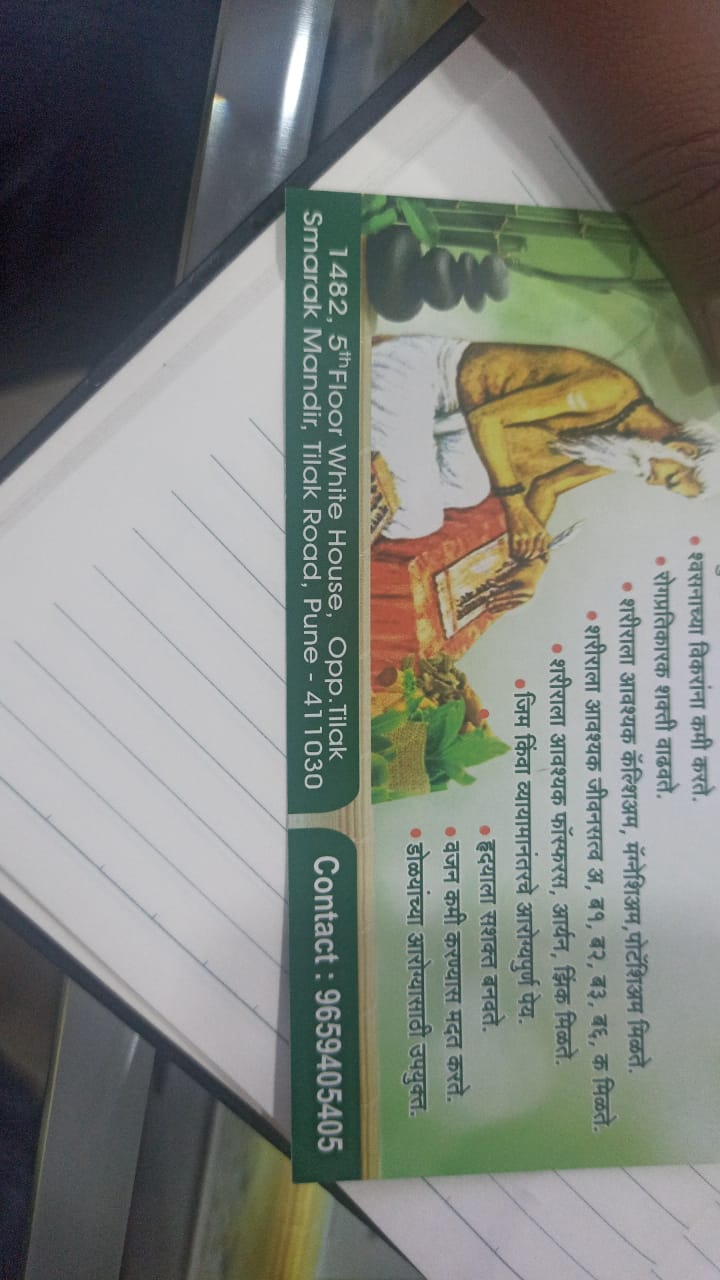 • श्वसनाच्या विकारांना कमी करते.
• रोगप्रतिकारक शक्ती वाढवते.
• शरीराला आवश्यक कॅल्शिअम, मॅग्नेशिअम,पोटॅशिअम मिळते.
• शरीराला आवश्यक जीवनसत्त्व अ, ब१, ब२, ब३, ब६, क मिळते.
• शरीराला आवश्यक फॉस्फरस, आर्यन, झिंक मिळते.
• जिम किंवा व्यायामानंतरचे आरोग्यपुर्ण पेय.
• हृदयाला सशक्त बनवते.
• वजन कमी करण्यास मदत करते.
• डोळ्यांच्या आरोग्यासाठी उपयुक्त.
1482, 5th Floor White House, Opp.Tilak
Smarak Mandir, Tilak Road, Pune - 411030
Contact : 9659405405